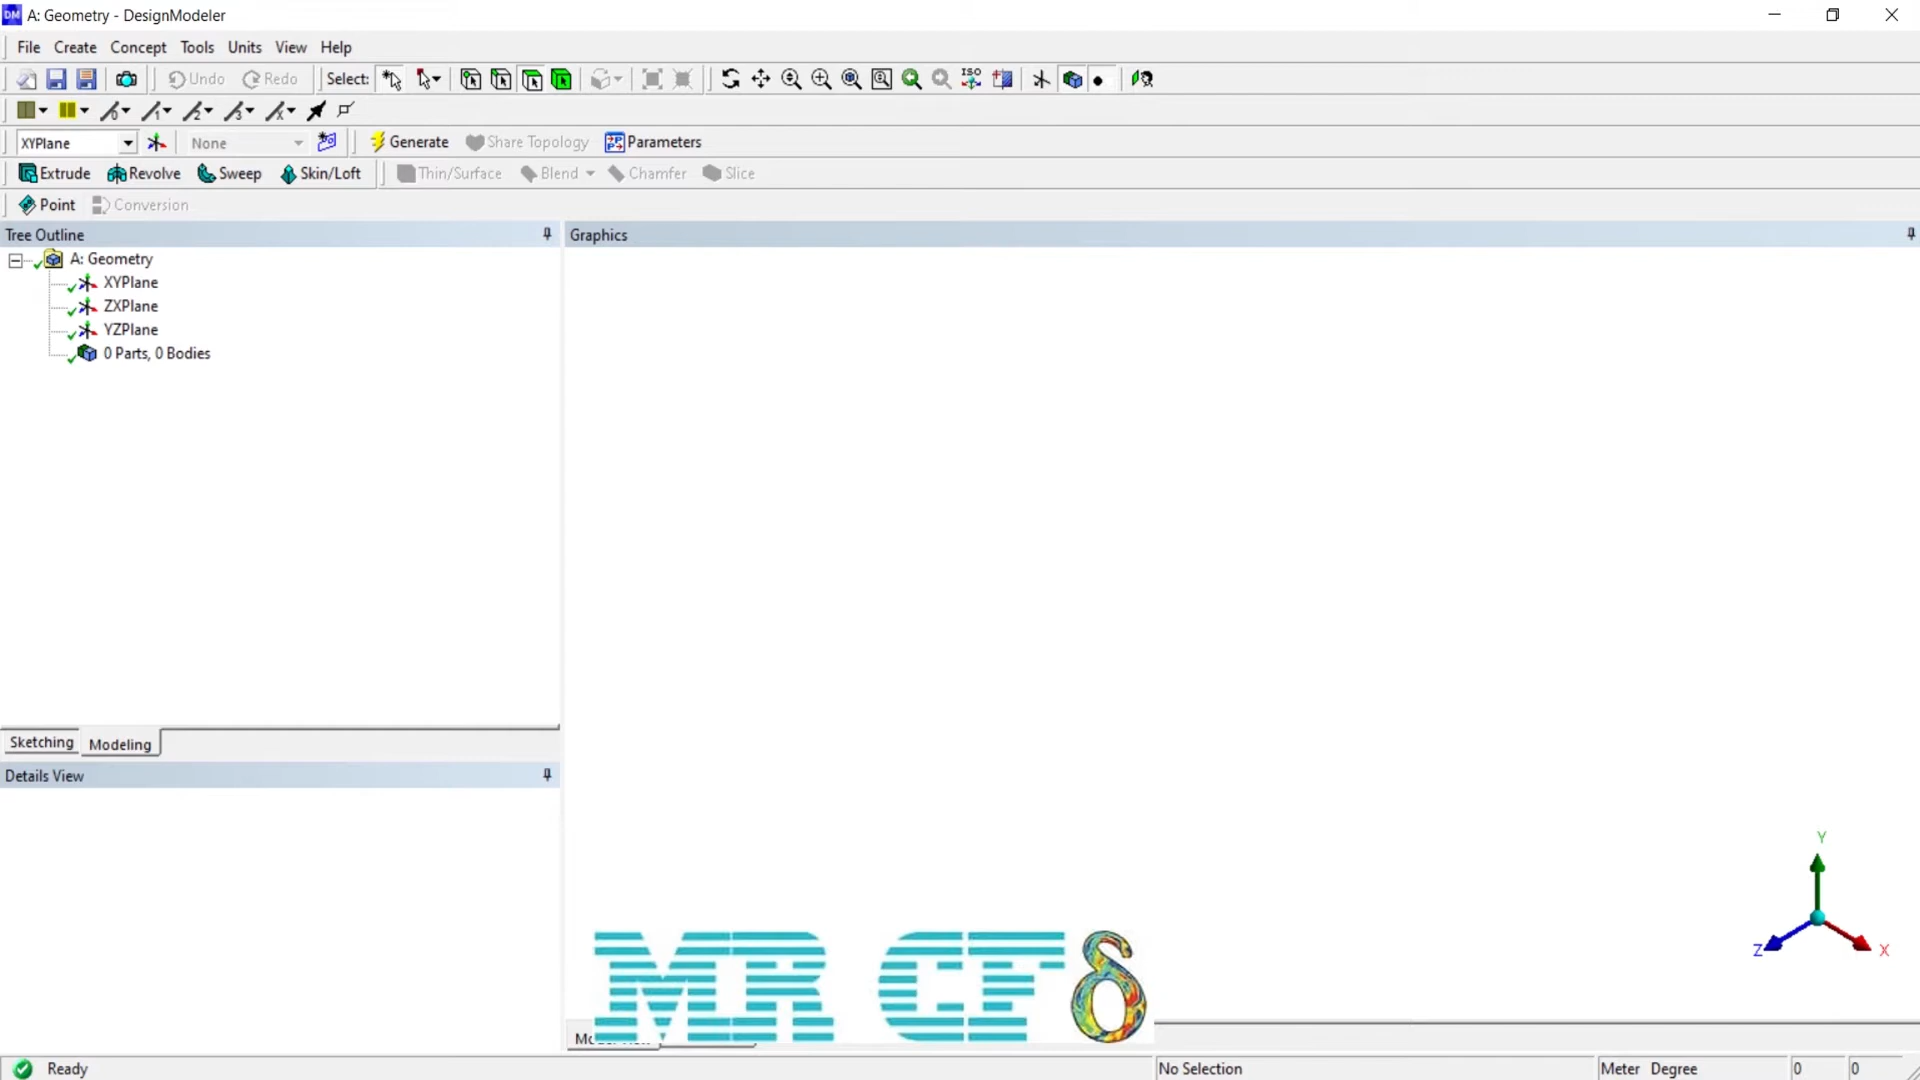 A: Geometry - DesignModeler
File Create Concept Tools Units View Help
Undo Redo Select: ISO
XYPlane None Generate Share Topology Parameters
Extrude Revolve Sweep Skin/Loft Thin/Surface Blend Chamfer Slice
Point Conversion
Tree Outline
A: Geometry
XYPlane
ZXPlane
YZPlane
0 Parts, 0 Bodies
Sketching Modeling
Details View
Graphics
Y
Z X
MR CFδ
Ready No Selection Meter Degree 0 0